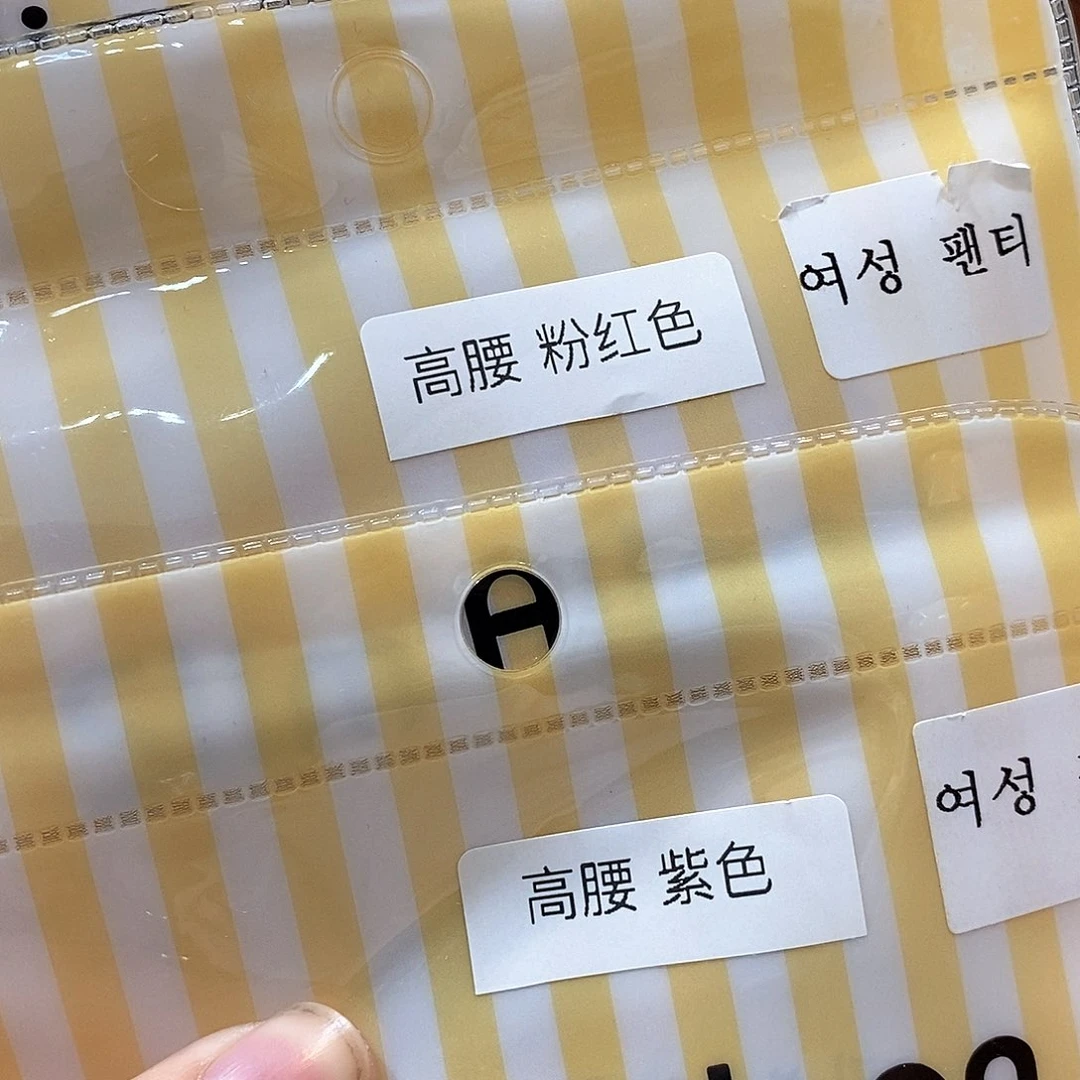 高腰 粉红色
여성 팬티
高腰 紫色
여성